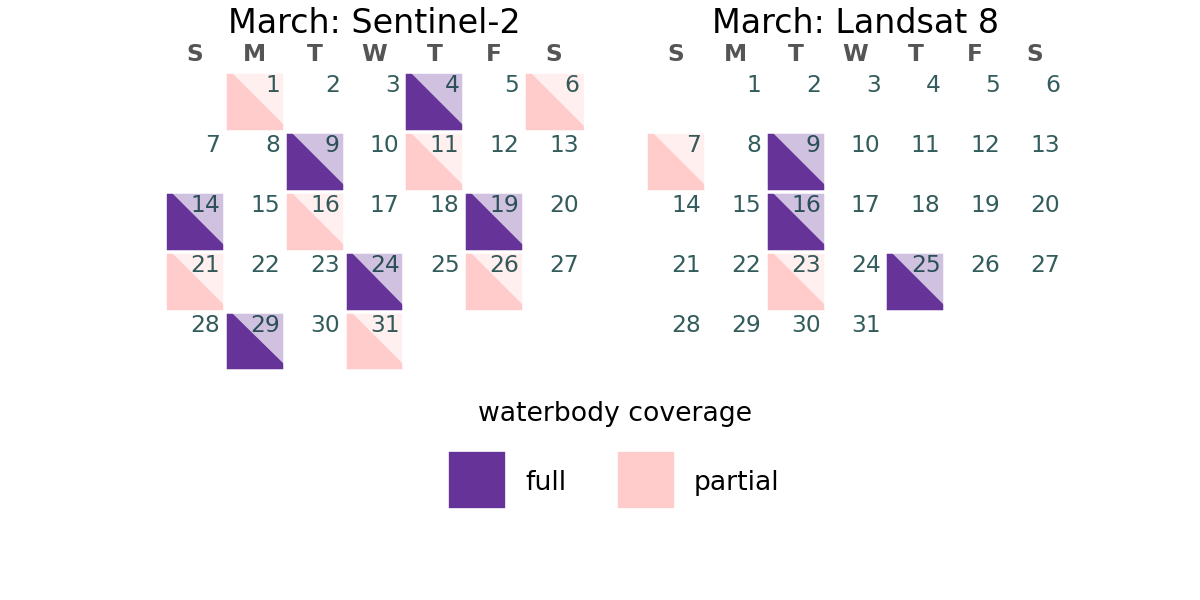 March: Sentinel-2
S M T W T F S
1 2 3 4 5 6
7 8 9 10 11 12 13
14 15 16 17 18 19 20
21 22 23 24 25 26 27
28 29 30 31
March: Landsat 8
S M T W T F S
1 2 3 4 5 6
7 8 9 10 11 12 13
14 15 16 17 18 19 20
21 22 23 24 25 26 27
28 29 30 31
waterbody coverage
full partial